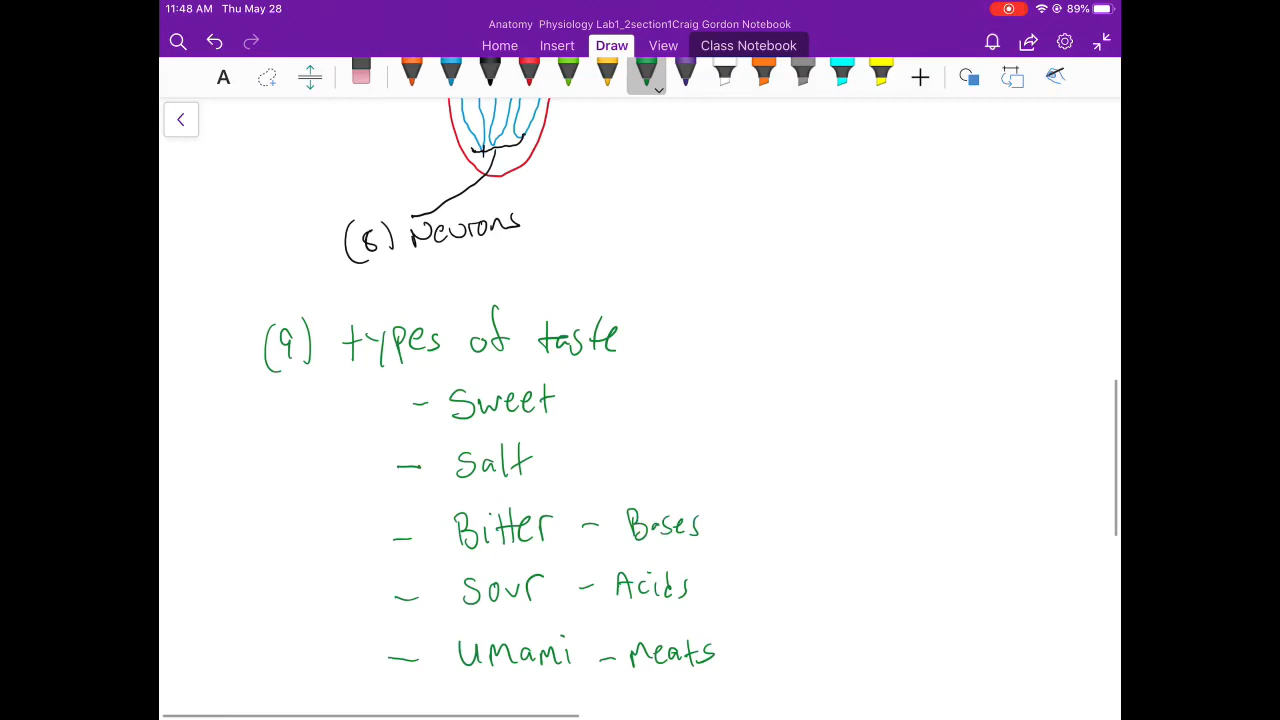 11:48 AM Thu May 28
89%
Anatomy Physiology Lab1_2section1Craig Gordon Notebook
Home Insert Draw View Class Notebook
A
(8) Neurons
(9) types of taste
- Sweet
- Salt
- Bitter - Bases
- Sour - Acids
- Umami - Meats